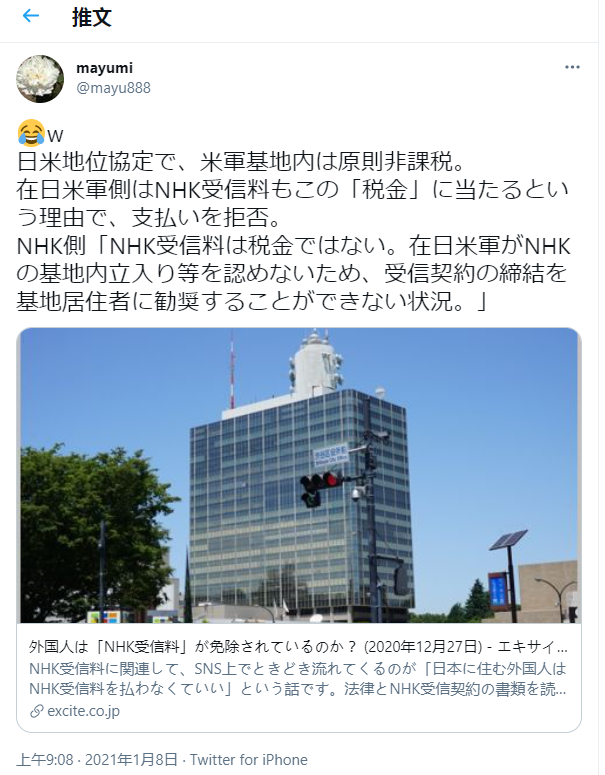 推文
mayumi
@mayu888
😂w
日米地位協定で、米軍基地内は原則非課税。
在日米軍側はNHK受信料もこの「税金」に当たるとい
う理由で、支払いを拒否。
NHK側「NHK受信料は税金ではない。在日米軍がNHK
の基地内立入り等を認めないため、受信契約の締結を
基地居住者に勧奨することができない状況。」
渋谷区役所前
外国人は「NHK受信料」が免除されているのか？ (2020年12月27日) - エキサイ...
NHK受信料に関連して、SNS上でときどき流れてくるのが「日本に住む外国人は
NHK受信料を払わなくていい」という話です。法律とNHK受信契約の書類を読...
excite.co.jp
上午9:08 · 2021年1月8日 · Twitter for iPhone